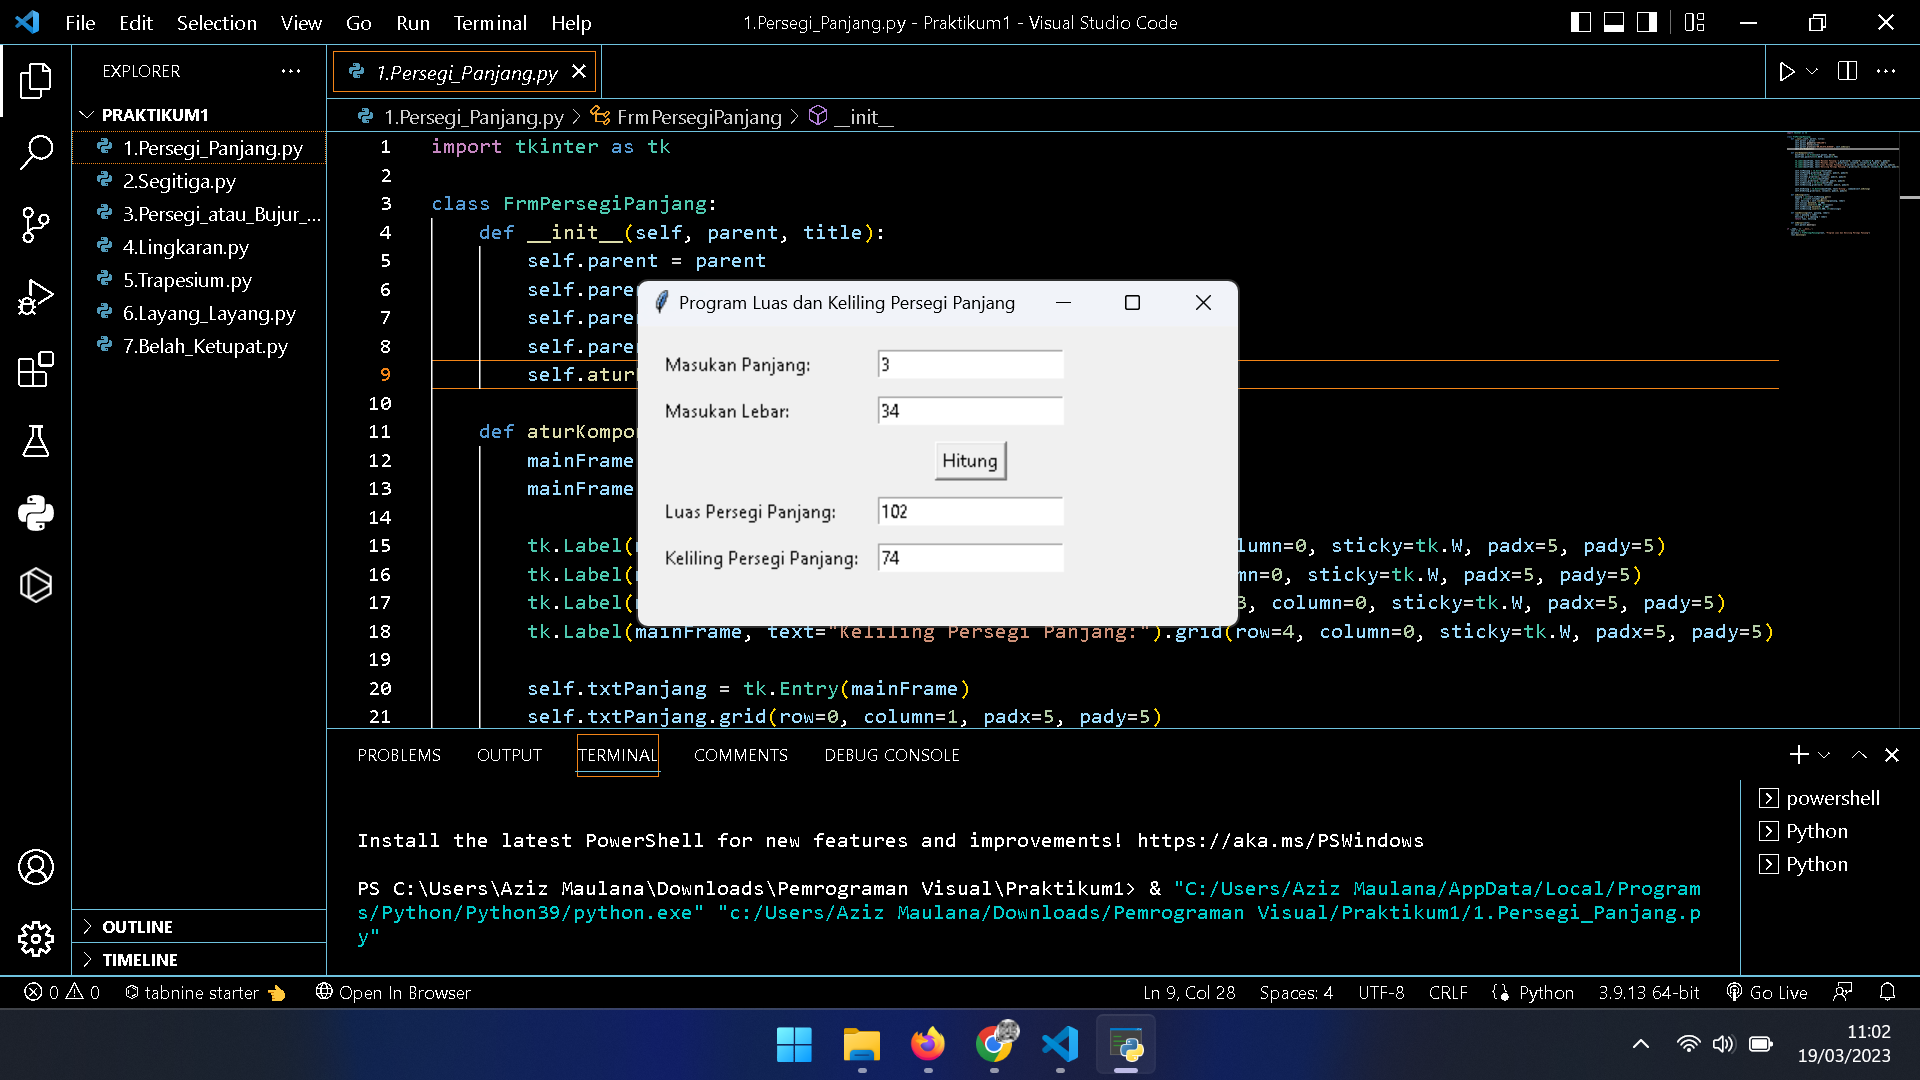 File Edit Selection View Go Run Terminal Help
1.Persegi_Panjang.py - Praktikum1 - Visual Studio Code
EXPLORER
PRAKTIKUM1
1.Persegi_Panjang.py
2.Segitiga.py
3.Persegi_atau_Bujur_...
4.Lingkaran.py
5.Trapesium.py
6.Layang_Layang.py
7.Belah_Ketupat.py
OUTLINE
TIMELINE
1.Persegi_Panjang.py
1.Persegi_Panjang.py > FrmPersegiPanjang > __init__
1 import tkinter as tk
2
3 class FrmPersegiPanjang:
4 def __init__(self, parent, title):
5 self.parent = parent
6 self.pare
7 self.pare
8 self.pare
9 self.atur
10
11 def aturKompo
12 mainFrame
13 mainFrame
14
15 tk.Label( column=0, sticky=tk.W, padx=5, pady=5)
16 tk.Label( mn=0, sticky=tk.W, padx=5, pady=5)
17 tk.Label( 3, column=0, sticky=tk.W, padx=5, pady=5)
18 tk.Label(mainFrame, text="Keliling Persegi Panjang:").grid(row=4, column=0, sticky=tk.W, padx=5, pady=5)
19
20 self.txtPanjang = tk.Entry(mainFrame)
21 self.txtPanjang.grid(row=0, column=1, padx=5, pady=5)
Program Luas dan Keliling Persegi Panjang
Masukan Panjang: 3
Masukan Lebar: 34
Hitung
Luas Persegi Panjang: 102
Keliling Persegi Panjang: 74
PROBLEMS OUTPUT TERMINAL COMMENTS DEBUG CONSOLE
Install the latest PowerShell for new features and improvements! https://aka.ms/PSWindows
PS C:\Users\Aziz Maulana\Downloads\Pemrograman Visual\Praktikum1> & "C:/Users/Aziz Maulana/AppData/Local/Program
s/Python/Python39/python.exe" "c:/Users/Aziz Maulana/Downloads/Pemrograman Visual/Praktikum1/1.Persegi_Panjang.p
y"
powershell
Python
Python
0 0 tabnine starter Open In Browser
Ln 9, Col 28 Spaces: 4 UTF-8 CRLF Python 3.9.13 64-bit Go Live
11:02
19/03/2023